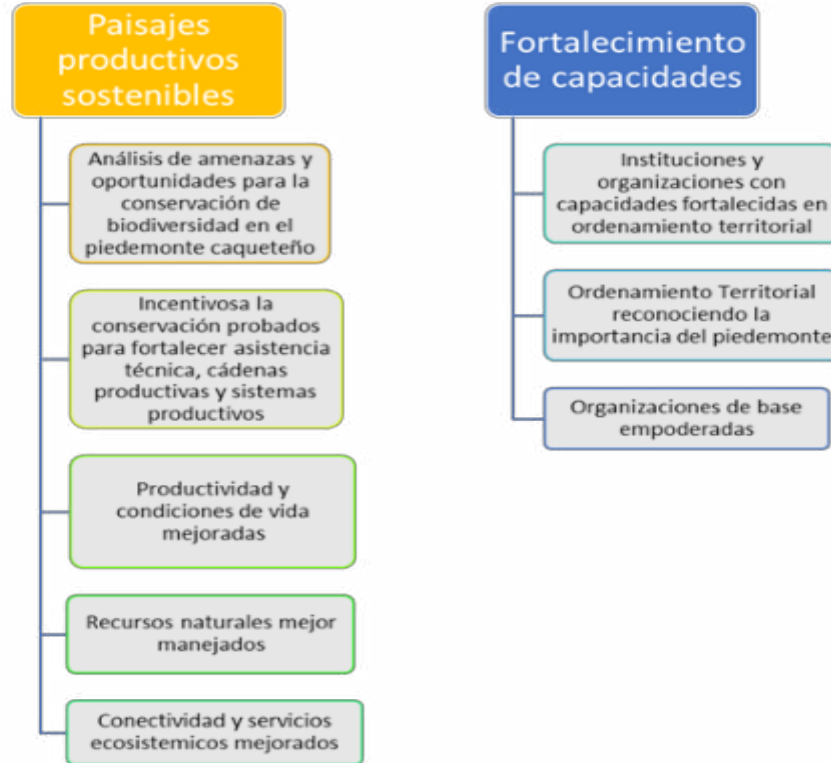 Paisajes
productivos
sostenibles
Análisis de amenazas y
oportunidades para la
conservación de
biodiversidad en el
piedemonte caqueteño
Incentivosa la
conservación probados
para fortalecer asistencia
técnica, cádenas
productivas y sistemas
productivos
Productividad y
condiciones de vida
mejoradas
Recursos naturales mejor
manejados
Conectividad y servicios
ecosistemicos mejorados
Fortalecimiento
de capacidades
Instituciones y
organizaciones con
capacidades fortalecidas en
ordenamiento territorial
Ordenamiento Territorial
reconociendo la
importancia del piedemonte
Organizaciones de base
empoderadas